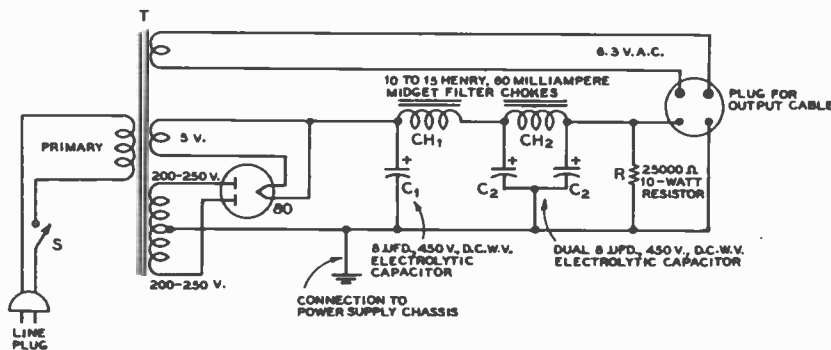 T
6.3 V. A.C.
10 TO 15 HENRY, 80 MILLIAMPERE
MIDGET FILTER CHOKES
PLUG FOR
OUTPUT CABLE
PRIMARY
5 V.
CH1
CH2
200-250 V.
80
+
C1
+
C2
+
C2
R
25000 Ω
10-WATT
RESISTOR
S
200-250 V.
8 UFD., 450 V., D.C.W.V.
ELECTROLYTIC
CAPACITOR
DUAL 8 UFD., 450 V., D.C.W.V.
ELECTROLYTIC CAPACITOR
CONNECTION TO
POWER SUPPLY CHASSIS
LINE
PLUG